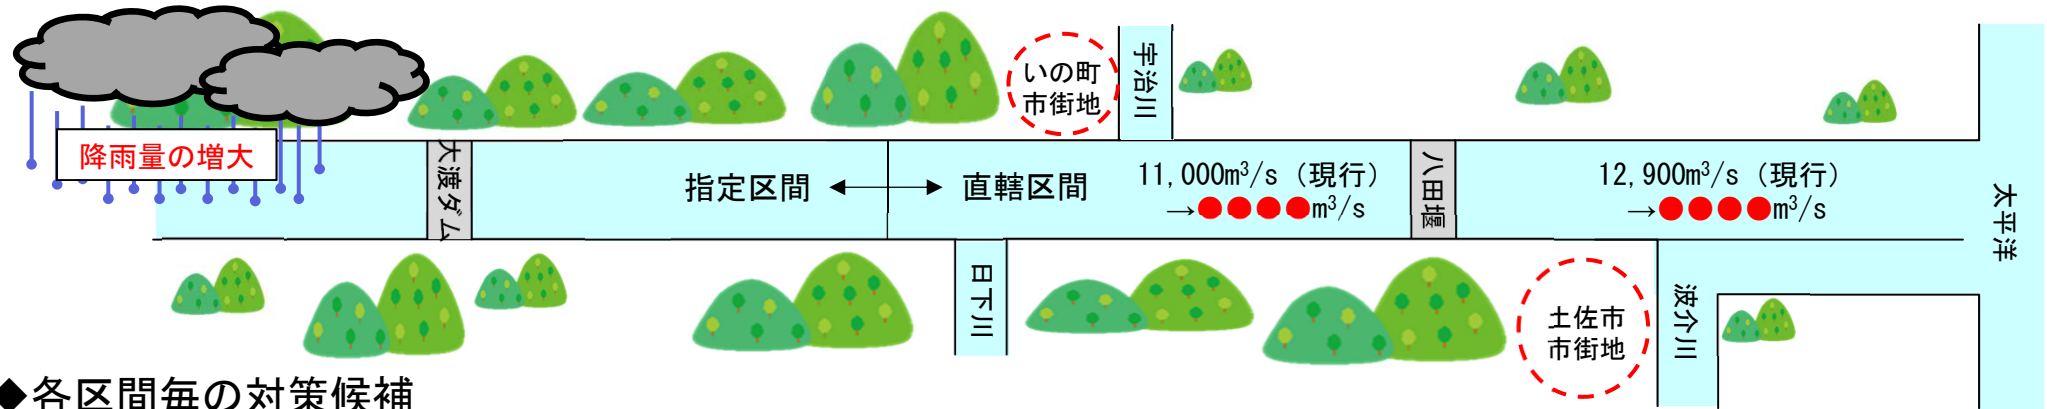 いの町
市街地
宇治川
降雨量の増大
大渡ダム
指定区間
直轄区間
11,000m³/s（現行）
→●●●●m³/s
八田堰
12,900m³/s（現行）
→●●●●m³/s
太平洋
日下川
土佐市
市街地
波介川
◆各区間毎の対策候補